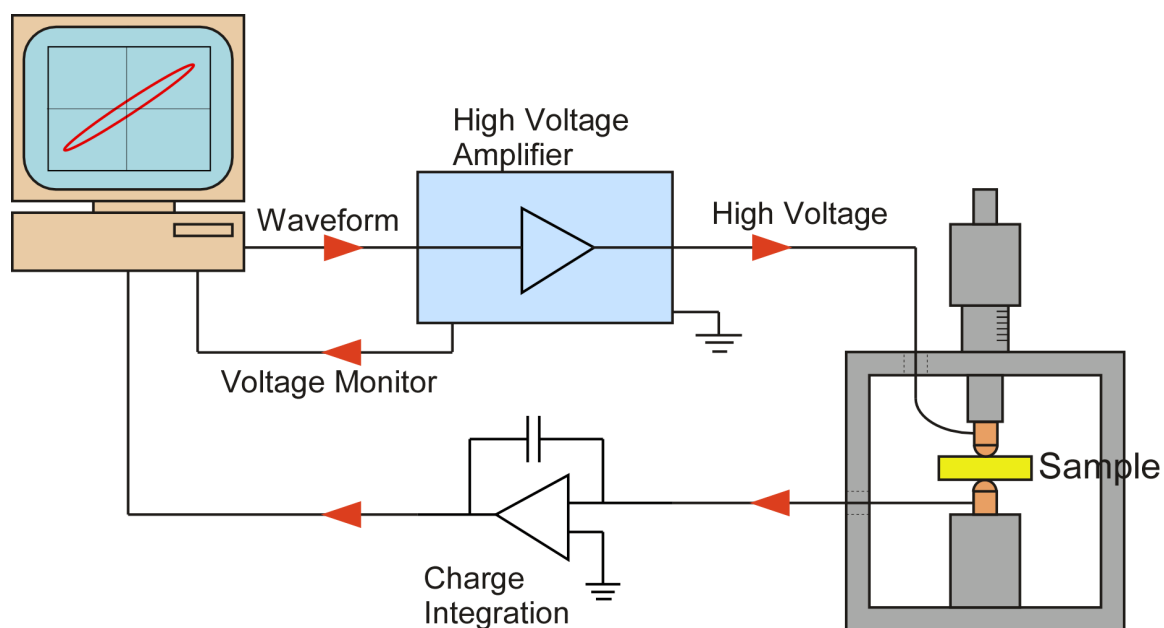 High Voltage
Amplifier
Waveform
High Voltage
Voltage Monitor
Sample
Charge
Integration